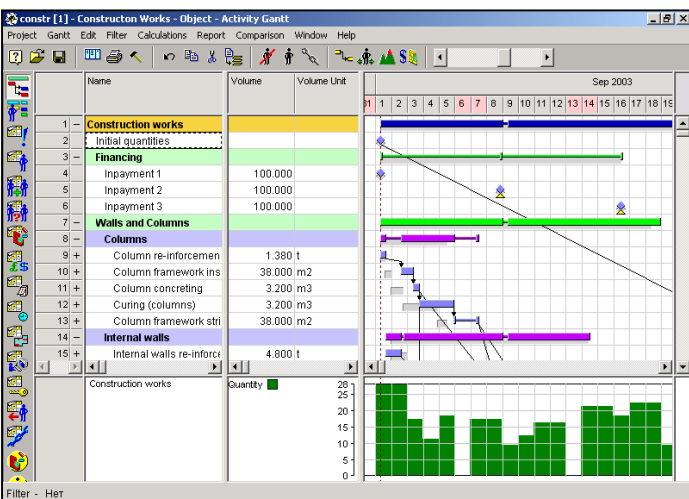 constr [1] - Constructon Works - Object - Activity Gantt
Project Gantt Edit Filter Calculations Report Comparison Window Help
Name Volume Volume Unit Sep 2003
31 1 2 3 4 5 6 7 8 9 10 11 12 13 14 15 16 17 18 19
1 − Construction works
2 Initial quantities
3 − Financing
4 Inpayment 1 100.000
5 Inpayment 2 100.000
6 Inpayment 3 100.000
7 − Walls and Columns
8 − Columns
9 + Column re-inforcemen 1.380 t
10 + Column framework ins 38.000 m2
11 + Column concreting 3.200 m3
12 + Curing (columns) 3.200 m3
13 + Column framework stri 38.000 m2
14 − Internal walls
15 + Internal walls re-inforce 4.800 t
Construction works Quantity 28
25
20
15
10
5
0
Filter - Нет